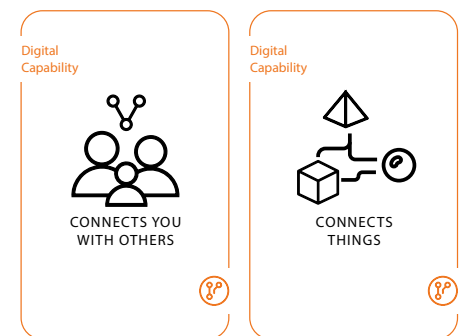 Digital
Capability
CONNECTS YOU
WITH OTHERS
Digital
Capability
CONNECTS
THINGS